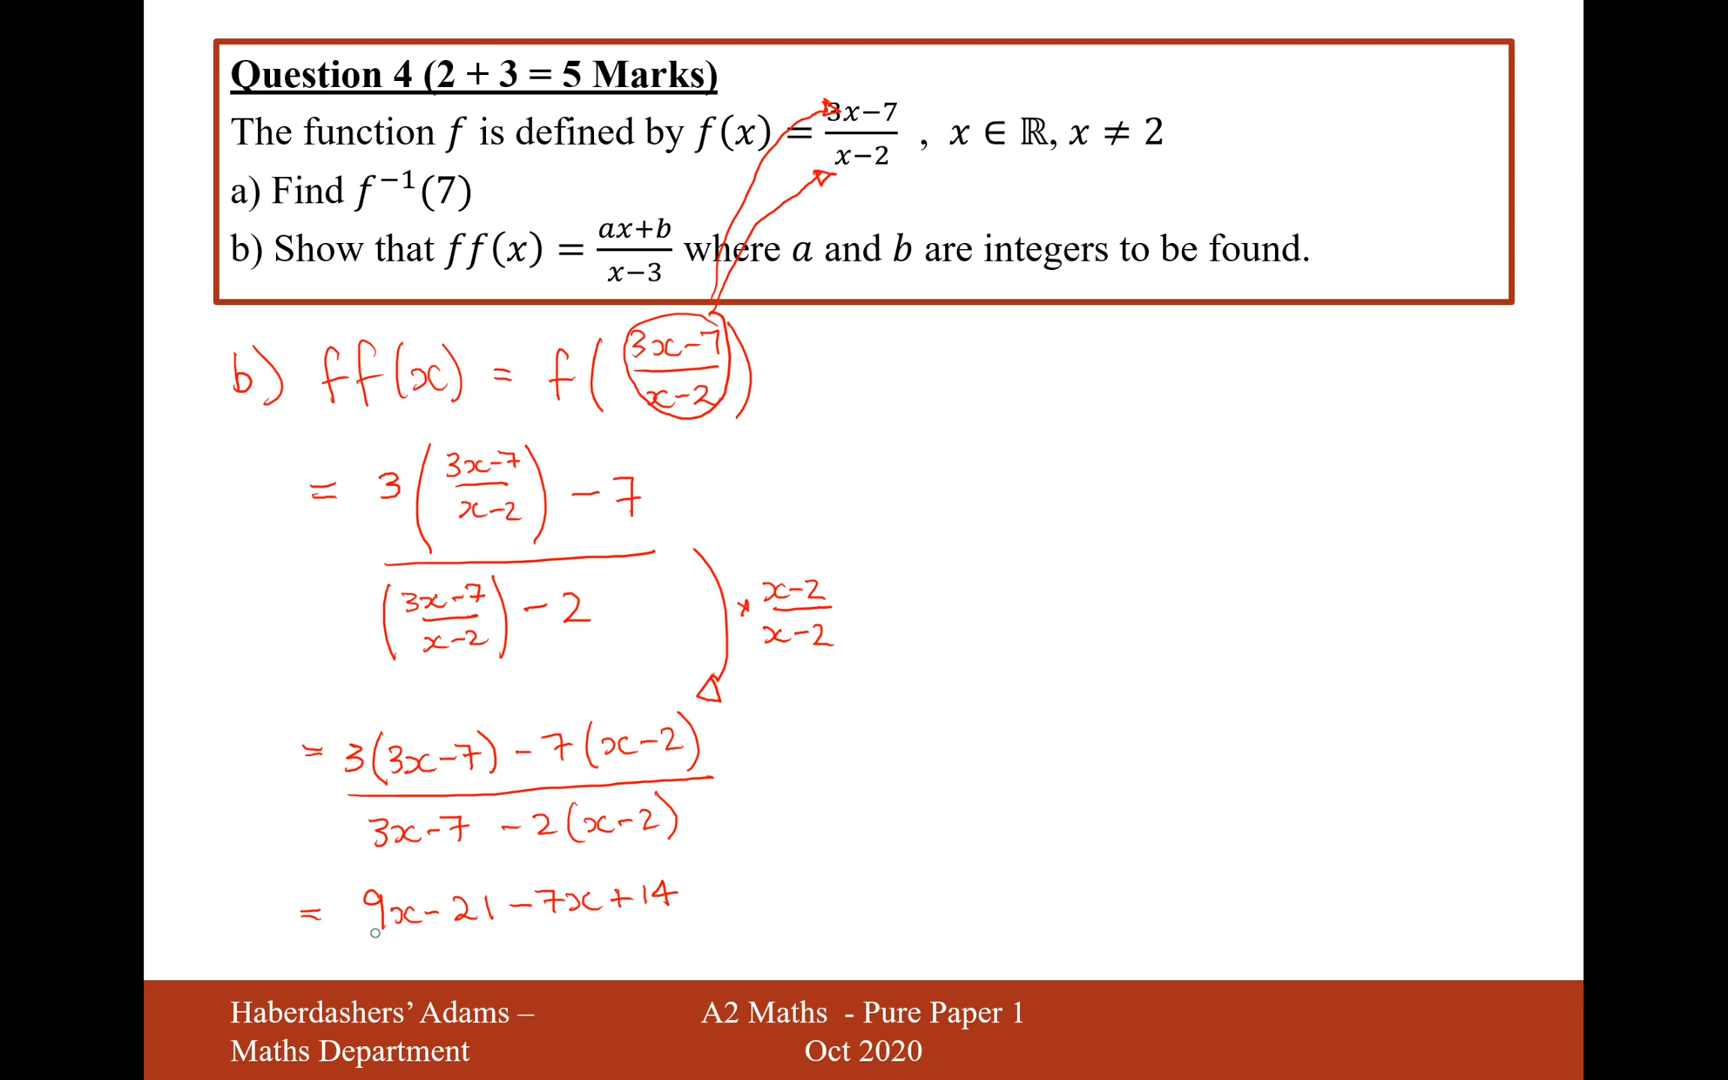 Question 4 (2 + 3 = 5 Marks)
The function f is defined by f(x) = (3x−7)/(x−2) , x ∈ ℝ, x ≠ 2
a) Find f⁻¹(7)
b) Show that ff(x) = (ax+b)/(x−3) where a and b are integers to be found.
b) ff(x) = f((3x−7)/(x−2))
= (3((3x−7)/(x−2)) − 7)/(((3x−7)/(x−2)) − 2)
× (x−2)/(x−2)
= (3(3x−7) − 7(x−2))/(3x−7 − 2(x−2))
= 9x − 21 − 7x + 14
Haberdashers’ Adams –
Maths Department
A2 Maths - Pure Paper 1
Oct 2020